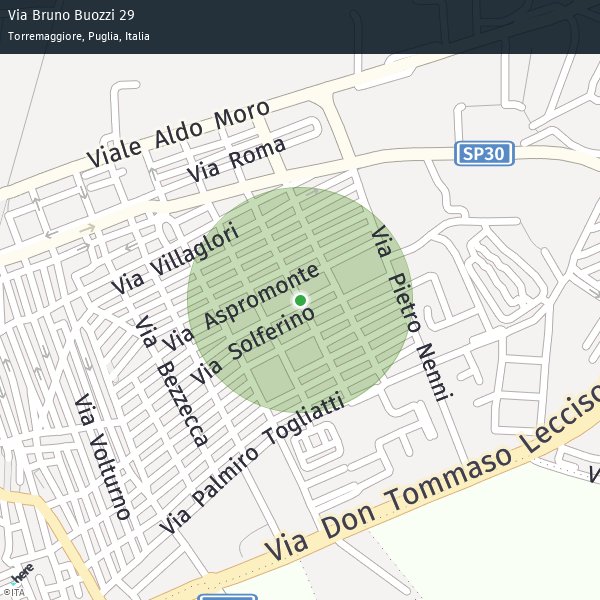 Via Bruno Buozzi 29
Torremaggiore, Puglia, Italia
Viale Aldo Moro
Via Roma
SP30
Via Villaglori
Via Pietro Nenni
Via Aspromonte
Via Solferino
Via Bezzecca
Via Volturno
Via Palmiro Togliatti
Via Don Tommaso Lecciso
V
here
©ITA